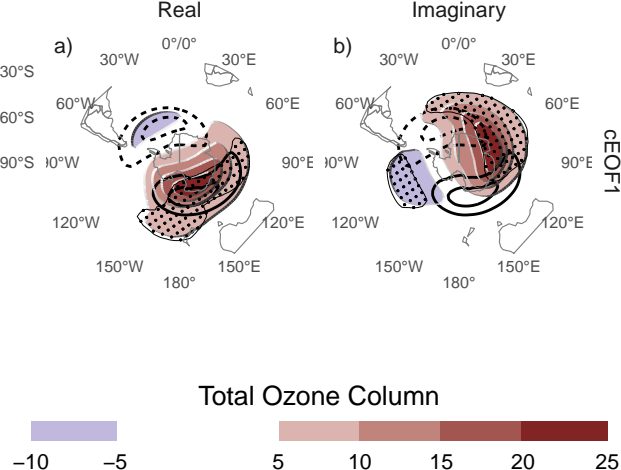 Real Imaginary
a) b)
0°/0° 0°/0°
30°W 30°E 30°W 30°E
30°S
60°W 60°E 60°W 60°E
60°S
90°S 90°W 90°E 90°W 90°E
cEOF1
120°W 120°E 120°W 120°E
150°W 150°E 150°W 150°E
180° 180°
Total Ozone Column
−10 −5 5 10 15 20 25